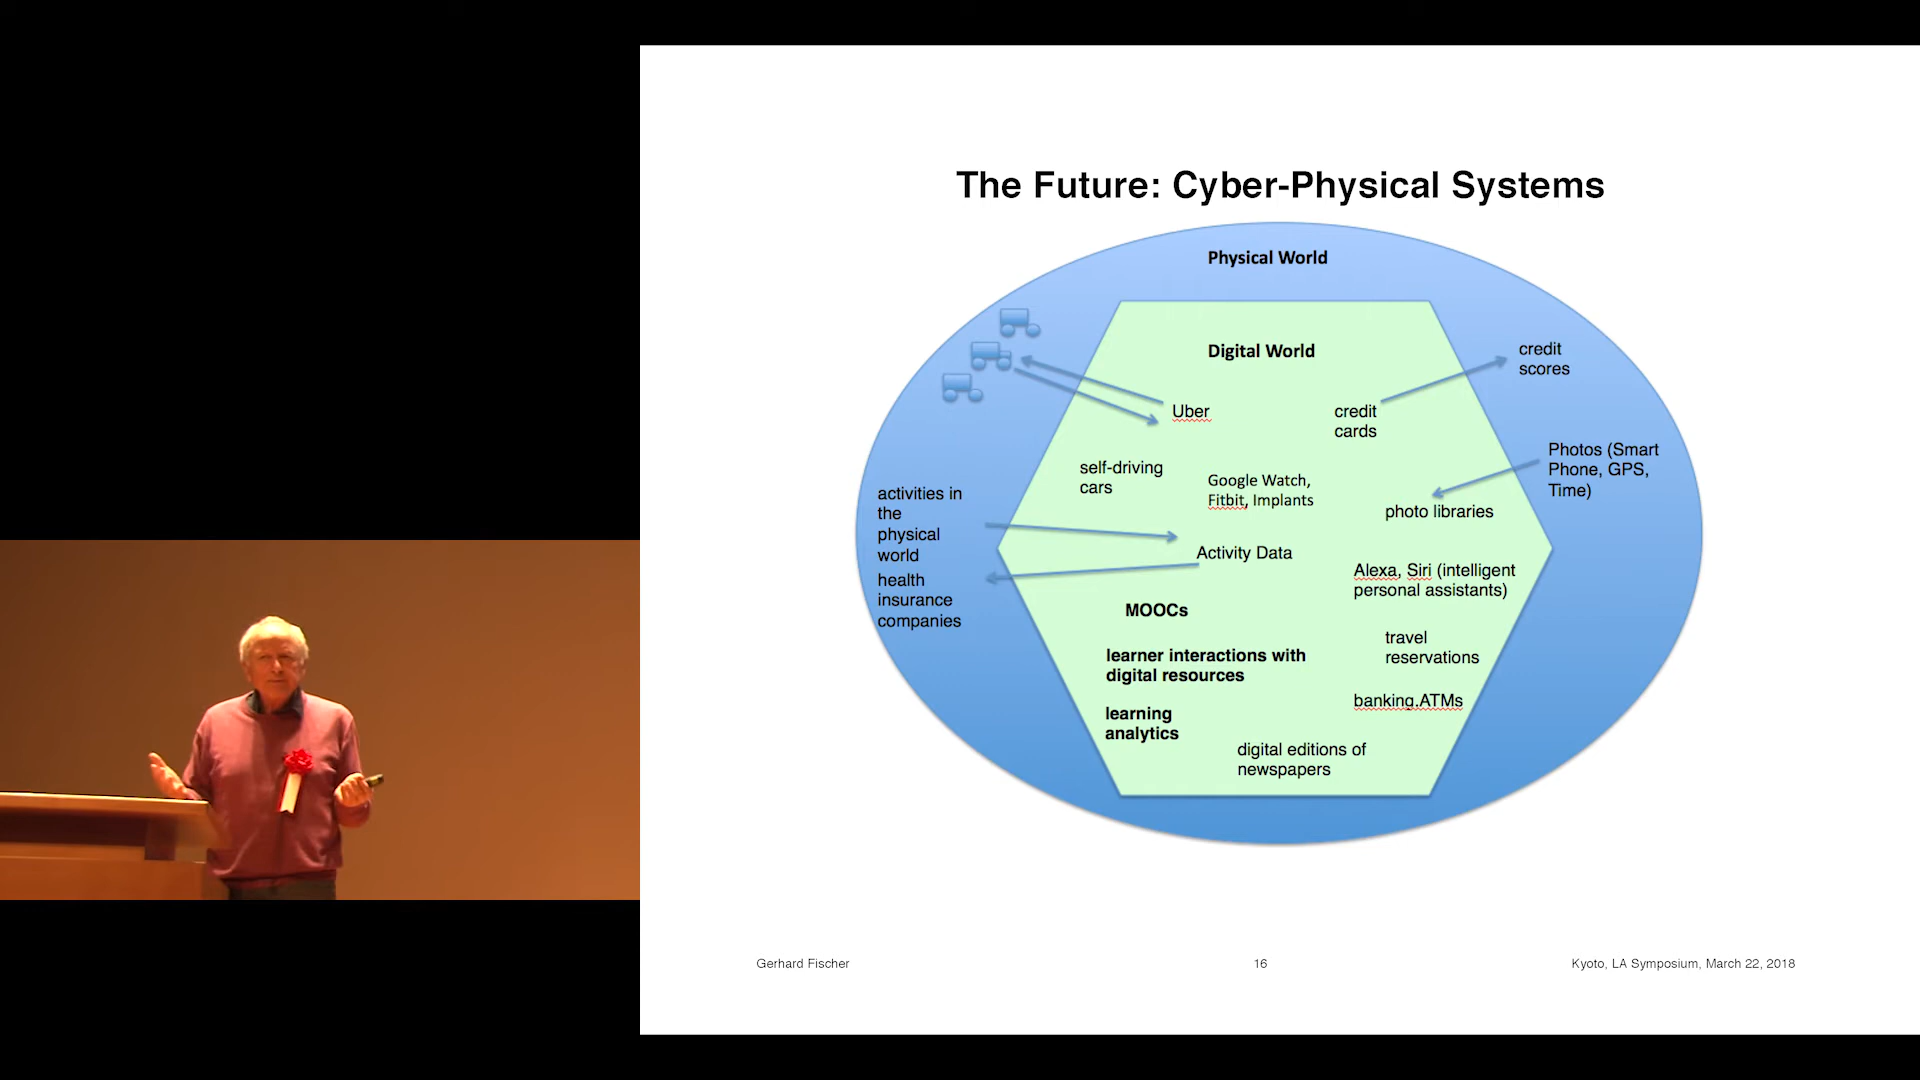 The Future: Cyber-Physical Systems
Physical World
Digital World
credit
scores
Uber
credit
cards
self-driving
cars
Google Watch,
Fitbit, Implants
Photos (Smart
Phone, GPS,
Time)
photo libraries
activities in
the
physical
world
health
insurance
companies
Activity Data
Alexa, Siri (intelligent
personal assistants)
MOOCs
travel
reservations
learner interactions with
digital resources
banking.ATMs
learning
analytics
digital editions of
newspapers
Gerhard Fischer
16
Kyoto, LA Symposium, March 22, 2018